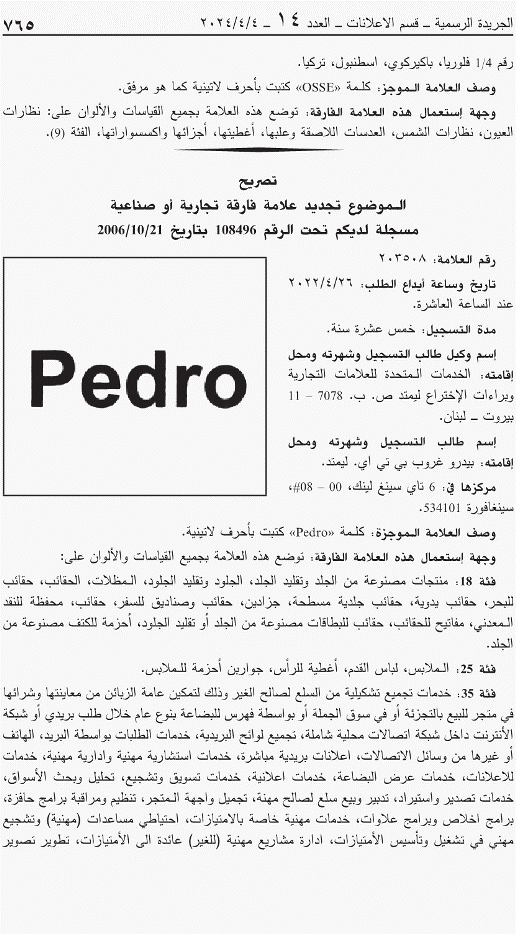 الجريدة الرسمية – قسم الاعلانات – العدد ١٤ – ٢٠٢٤/٤/٤
٧٦٥
رقم 1/4 فلوريا، باكيركوي، اسطنبول، تركيا.
وصف العلامة الموجز: كلمة «OSSE» كتبت بأحرف لاتينية كما هو مرفق.
وجهة إستعمال هذه العلامة الفارقة: توضع هذه العلامة بجميع القياسات والألوان على: نظارات
العيون، نظارات الشمس، العدسات اللاصقة وعلبها، أغطيتها، أجزائها واكسسواراتها، الفئة (9).
تصريح
الموضوع تجديد علامة فارقة تجارية أو صناعية
مسجلة لديكم تحت الرقم 108496 بتاريخ 2006/10/21
رقم العلامة: ٢٠٣٥٠٨
تاريخ وساعة أيداع الطلب: ٢٠٢٢/٤/٢٦
عند الساعة العاشرة.
مدة التسجيل: خمس عشرة سنة.
إسم وكيل طالب التسجيل وشهرته ومحل
إقامته: الخدمات المتحدة للعلامات التجارية
وبراءات الإختراع ليمتد ص. ب. 7078 – 11
بيروت – لبنان.
إسم طالب التسجيل وشهرته ومحل
إقامته: بيدرو غروب بي تي اي. ليمتد.
مركزها في: 6 تاي سينغ لينك، 00 – 08#،
سينغافورة 534101.
Pedro
وصف العلامة الموجزة: كلمة «Pedro» كتبت بأحرف لاتينية.
وجهة إستعمال هذه العلامة الفارقة: توضع هذه العلامة بجميع القياسات والألوان على:
فئة 18: منتجات مصنوعة من الجلد وتقليد الجلد، الجلود وتقليد الجلود، المظلات، الحقائب، حقائب
للبحر، حقائب يدوية، حقائب جلدية مسطحة، جزادين، حقائب وصناديق للسفر، حقائب، محفظة للنقد
المعدني، مفاتيح للحقائب، حقائب للبطاقات مصنوعة من الجلد أو تقليد الجلود، أحزمة للكتف مصنوعة من
الجلد.
فئة 25: الملابس، لباس القدم، أغطية للرأس، جوارين أحزمة للملابس.
فئة 35: خدمات تجميع تشكيلية من السلع لصالح الغير وذلك لتمكين عامة الزبائن من معاينتها وشرائها
في متجر للبيع بالتجزئة أو في سوق الجملة أو بواسطة فهرس للبضاعة بنوع عام خلال طلب بريدي أو شبكة
الأنترنت داخل شبكة اتصالات محلية شاملة، تجميع لوائح البريدية، خدمات الطلبات بواسطة البريد، الهاتف
أو غيرها من وسائل الاتصالات، اعلانات بريدية مباشرة، خدمات استشارية مهنية وادارية مهنية، خدمات
للاعلانات، خدمات عرض البضاعة، خدمات اعلانية، خدمات تسويق وتشجيع، تحليل وبحث الأسواق،
خدمات تصدير واستيراد، تدبير وبيع سلع لصالح مهنة، تجميل واجهة المتجر، تنظيم ومراقبة برامج حافزة،
برامج اخلاص وبرامج علاوات، خدمات مهنية خاصة بالامتيازات، احتياطي مساعدات (مهنية) وتشجيع
مهني في تشغيل وتأسيس الأمتيازات، ادارة مشاريع مهنية (للغير) عائدة الى الأمتيازات، تطوير تصوير